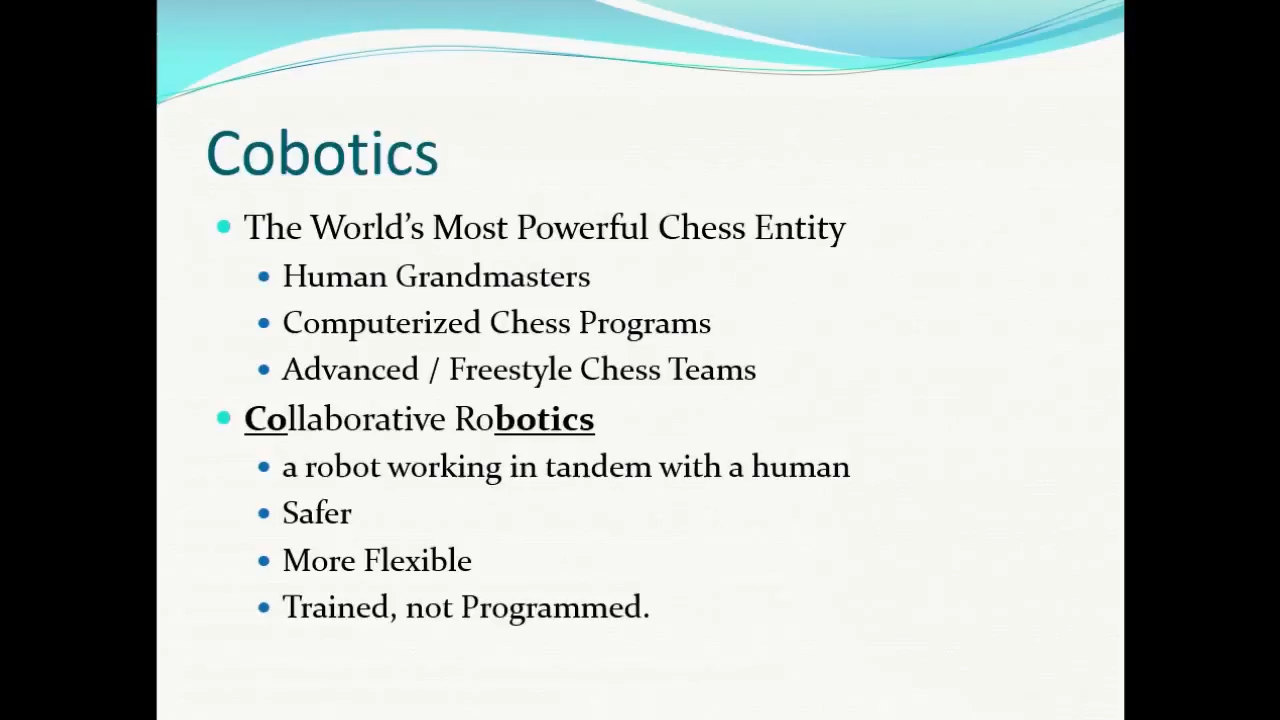 Cobotics
The World’s Most Powerful Chess Entity
Human Grandmasters
Computerized Chess Programs
Advanced / Freestyle Chess Teams
Collaborative Robotics
a robot working in tandem with a human
Safer
More Flexible
Trained, not Programmed.